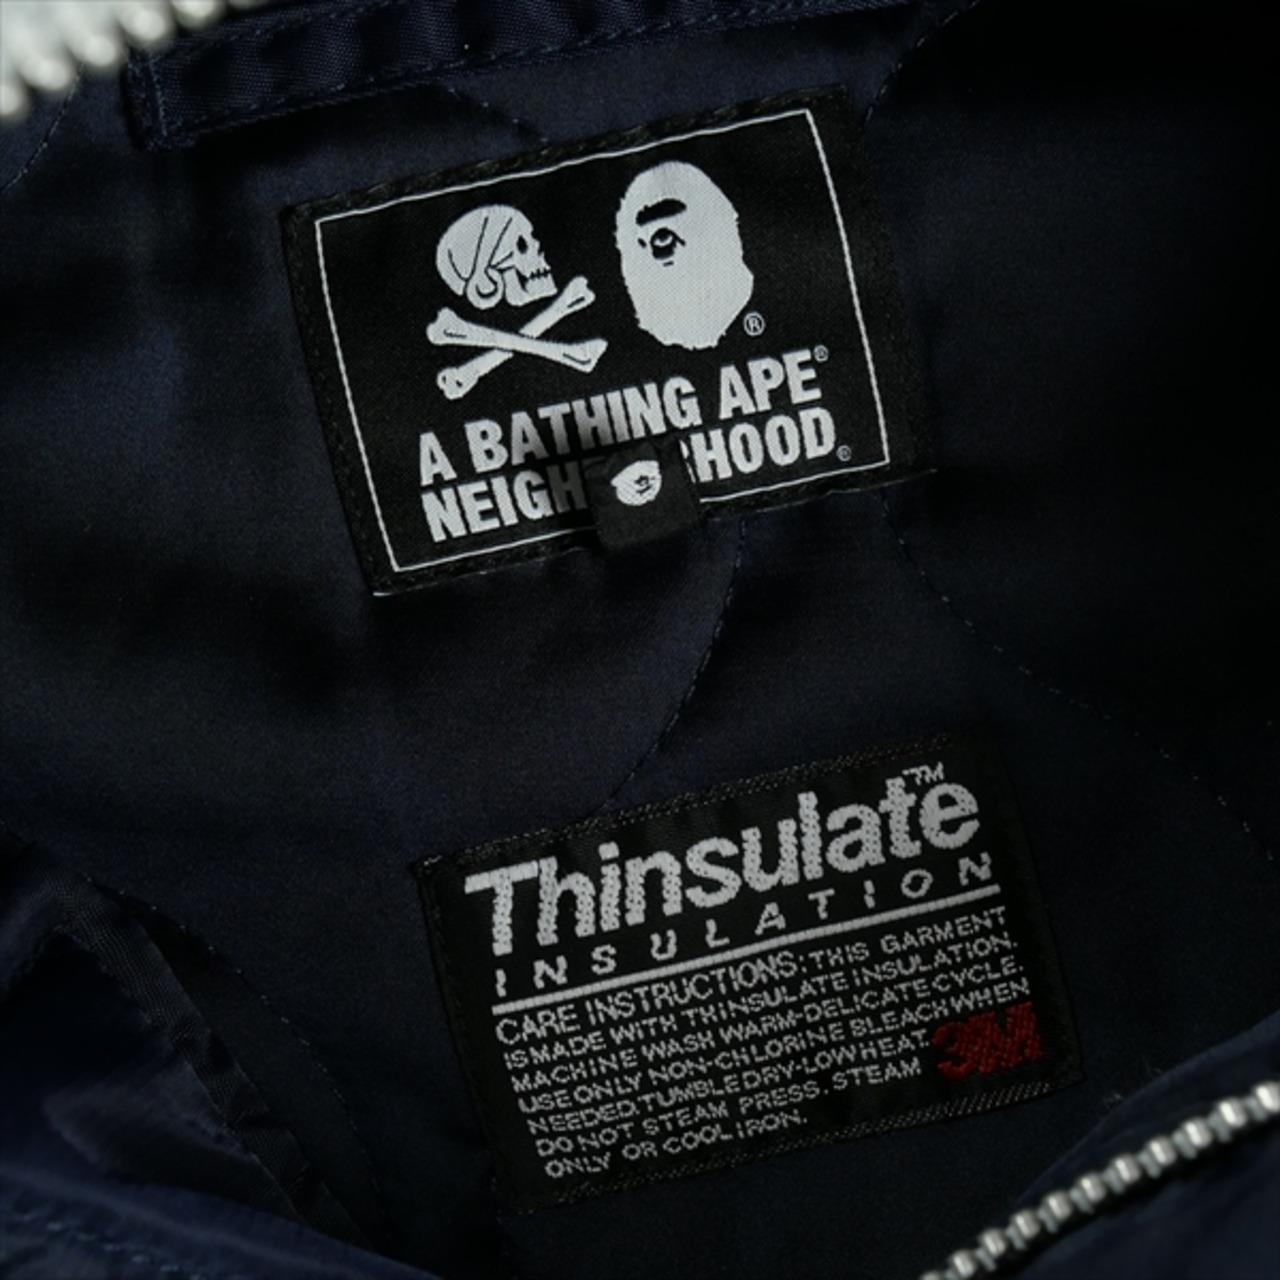 ®
A BATHING APE®
NEIGH HOOD®
Thinsulate™
INSULATION
CARE INSTRUCTIONS: THIS GARMENT
IS MADE WITH THINSULATE INSULATION.
MACHINE WASH WARM-DELICATE CYCLE.
USE ONLY NON-CHLORINE BLEACH WHEN
NEEDED. TUMBLE DRY-LOW HEAT.
DO NOT STEAM PRESS. STEAM
ONLY OR COOL IRON.
3M